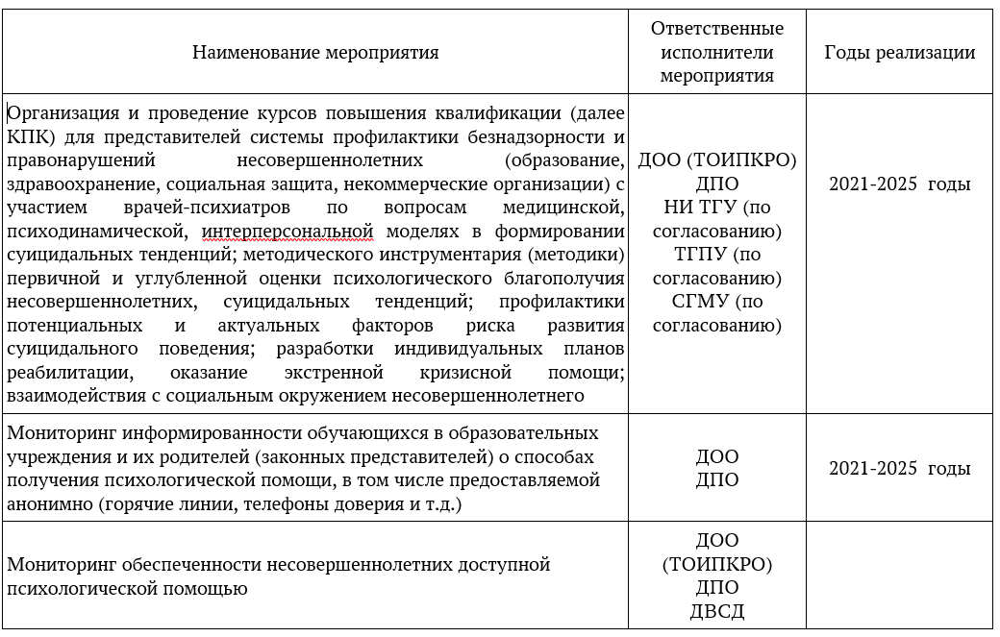 Наименование мероприятия
Ответственные
исполнители
мероприятия
Годы реализации
Организация и проведение курсов повышения квалификации (далее
КПК) для представителей системы профилактики безнадзорности и
правонарушений несовершеннолетних (образование,
здравоохранение, социальная защита, некоммерческие организации) с
участием врачей-психиатров по вопросам медицинской,
психодинамической, интерперсональной моделях в формировании
суицидальных тенденций; методического инструментария (методики)
первичной и углубленной оценки психологического благополучия
несовершеннолетних, суицидальных тенденций; профилактики
потенциальных и актуальных факторов риска развития
суицидального поведения; разработки индивидуальных планов
реабилитации, оказание экстренной кризисной помощи;
взаимодействия с социальным окружением несовершеннолетнего
ДОО (ТОИПКРО)
ДПО
НИ ТГУ (по
согласованию)
ТГПУ (по
согласованию)
СГМУ (по
согласованию)
2021-2025 годы
Мониторинг информированности обучающихся в образовательных
учреждения и их родителей (законных представителей) о способах
получения психологической помощи, в том числе предоставляемой
анонимно (горячие линии, телефоны доверия и т.д.)
ДОО
ДПО
2021-2025 годы
Мониторинг обеспеченности несовершеннолетних доступной
психологической помощью
ДОО
(ТОИПКРО)
ДПО
ДВСД